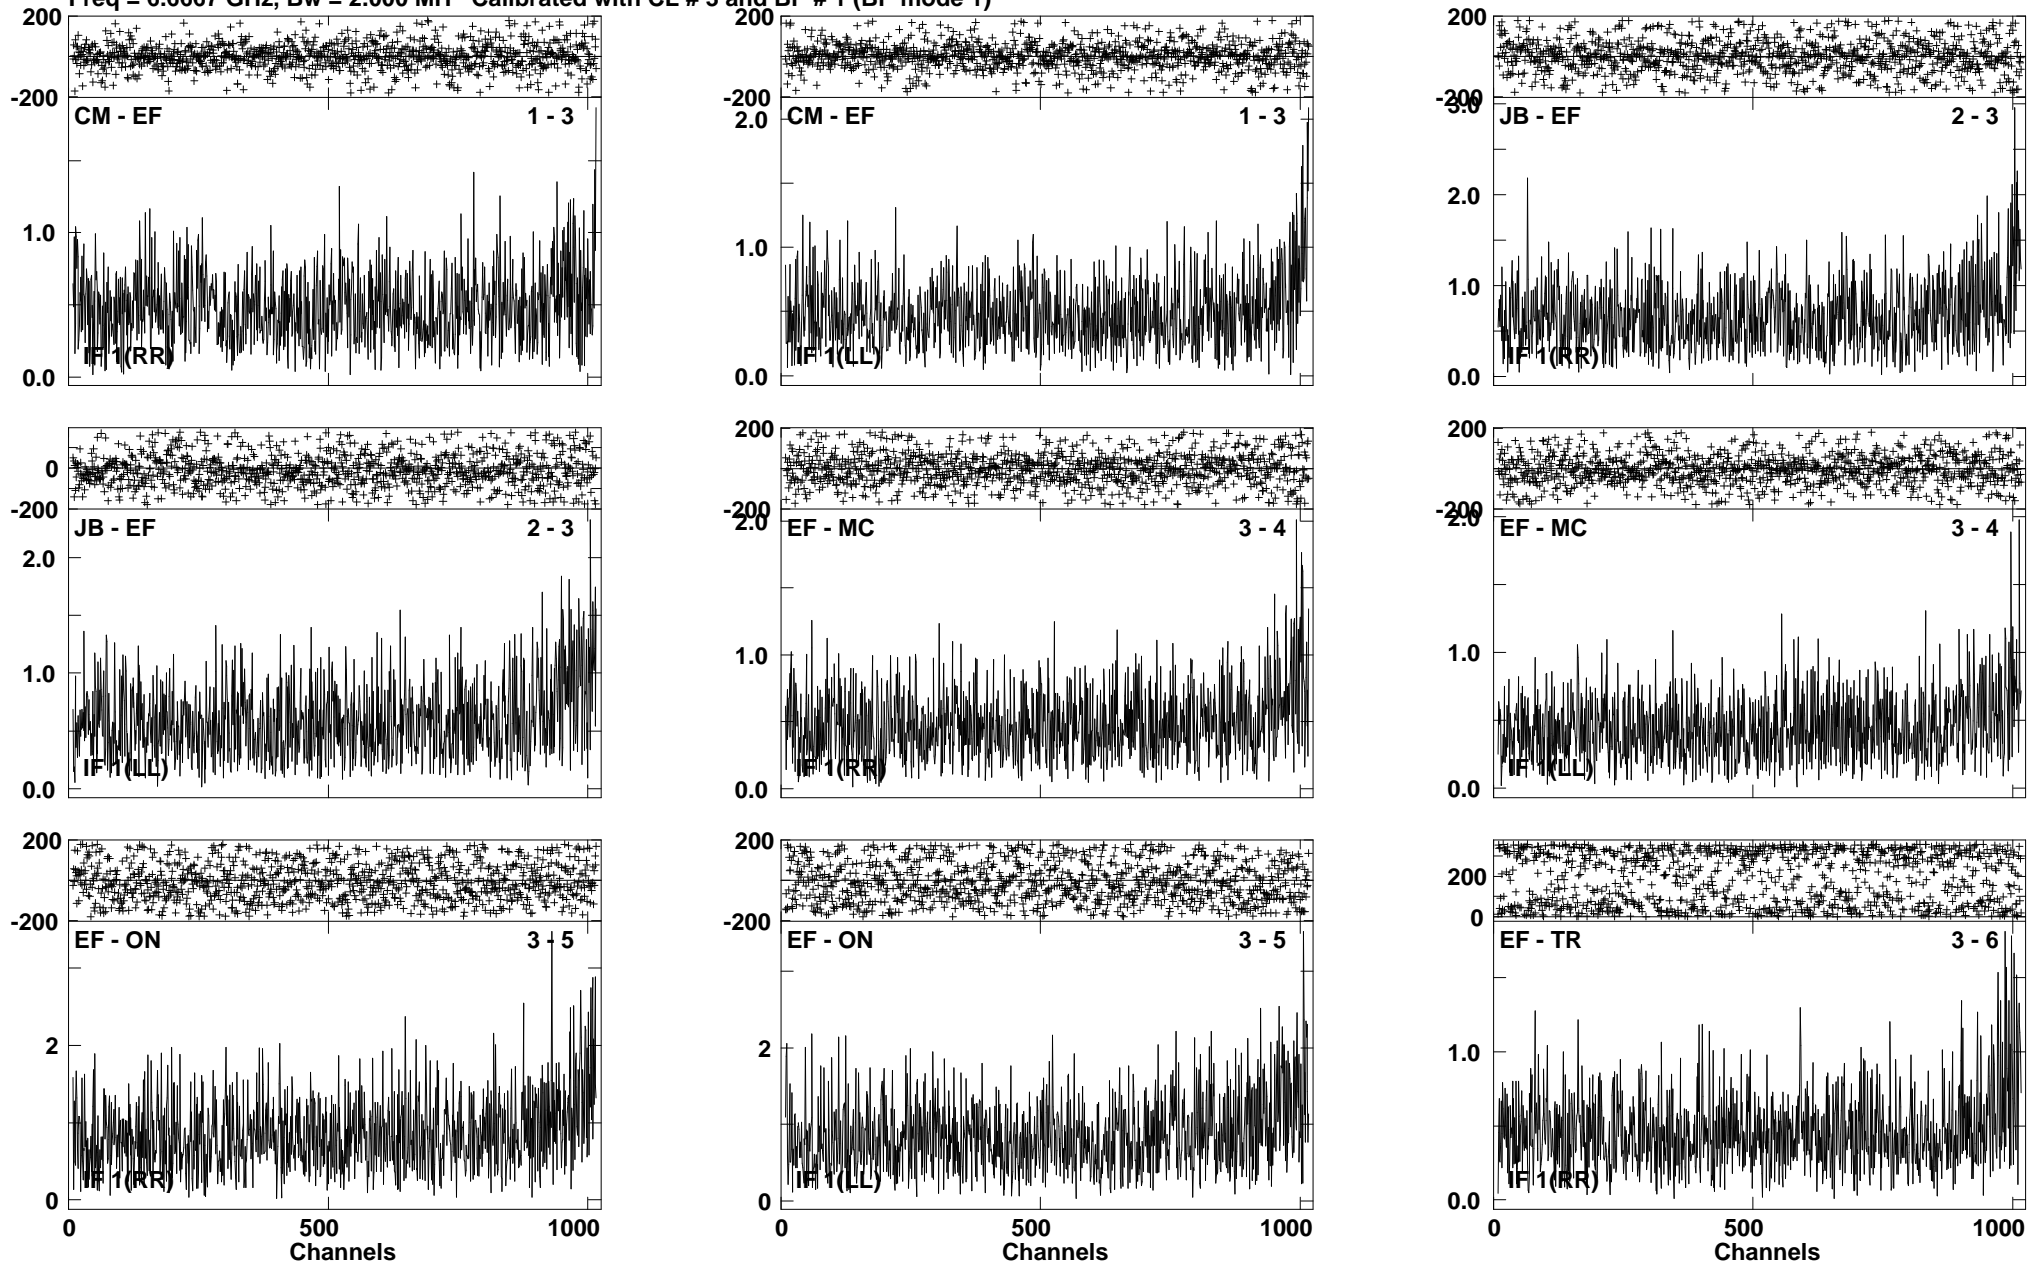 Freq = 6.6667 GHz, Bw = 2.000 MH Calibrated with CL # 3 and BP # 1 (BP mode 1)
200
-200
CM - EF 1 - 3
1.0
0.0
IF 1(RR)
200
-200
CM - EF 1 - 3
2.0
1.0
0.0
IF 1(LL)
200
-200
JB - EF 2 - 3
3.0
2.0
1.0
0.0
IF 1(RR)
0
-200
JB - EF 2 - 3
2.0
1.0
0.0
IF 1(LL)
200
-200
EF - MC 3 - 4
2.0
1.0
IF 1(RR)
0.0
200
-200
EF - MC 3 - 4
2.0
1.0
0.0
IF 1(LL)
200
-200
EF - ON 3 - 5
2
0
IF 1(RR)
0 500 1000
Channels
200
-200
EF - ON 3 - 5
2
0
IF 1(LL)
0 500 1000
Channels
200
0
EF - TR 3 - 6
1.0
0.0
IF 1(RR)
0 500 1000
Channels